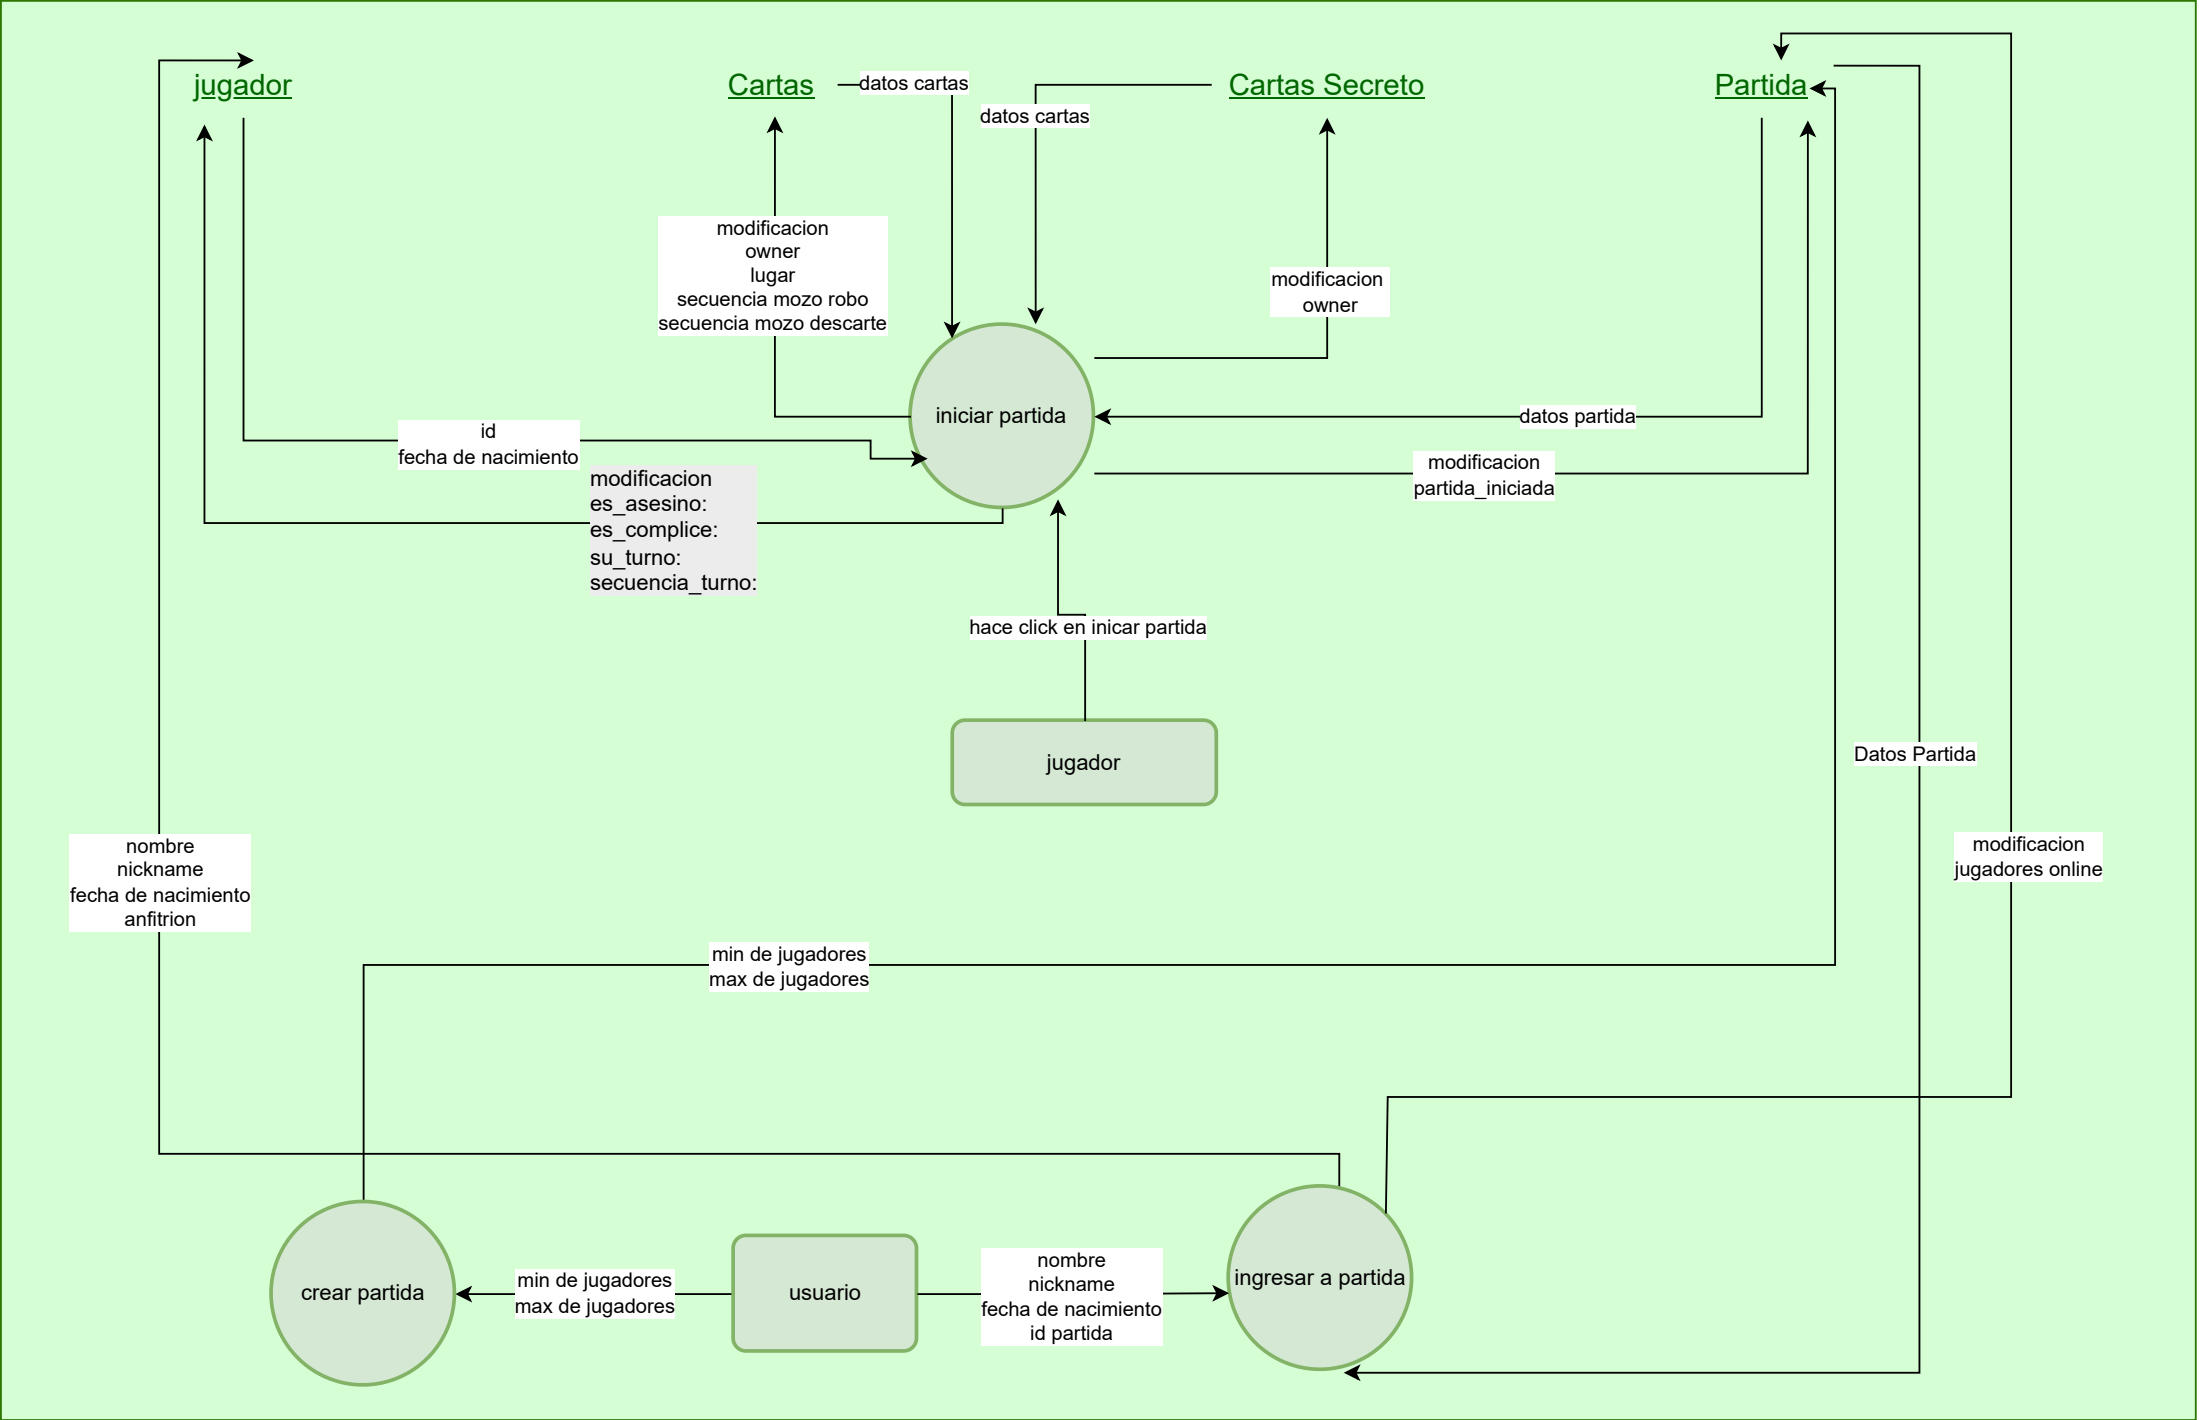 jugador
Cartas
datos cartas
Cartas Secreto
Partida
datos cartas
modificacion
owner
lugar
secuencia mozo robo
secuencia mozo descarte
modificacion
owner
iniciar partida
datos partida
id
fecha de nacimiento
modificacion
partida_iniciada
modificacion
es_asesino:
es_complice:
su_turno:
secuencia_turno:
hace click en inicar partida
jugador
Datos Partida
nombre
nickname
fecha de nacimiento
anfitrion
modificacion
jugadores online
min de jugadores
max de jugadores
crear partida
min de jugadores
max de jugadores
usuario
nombre
nickname
fecha de nacimiento
id partida
ingresar a partida